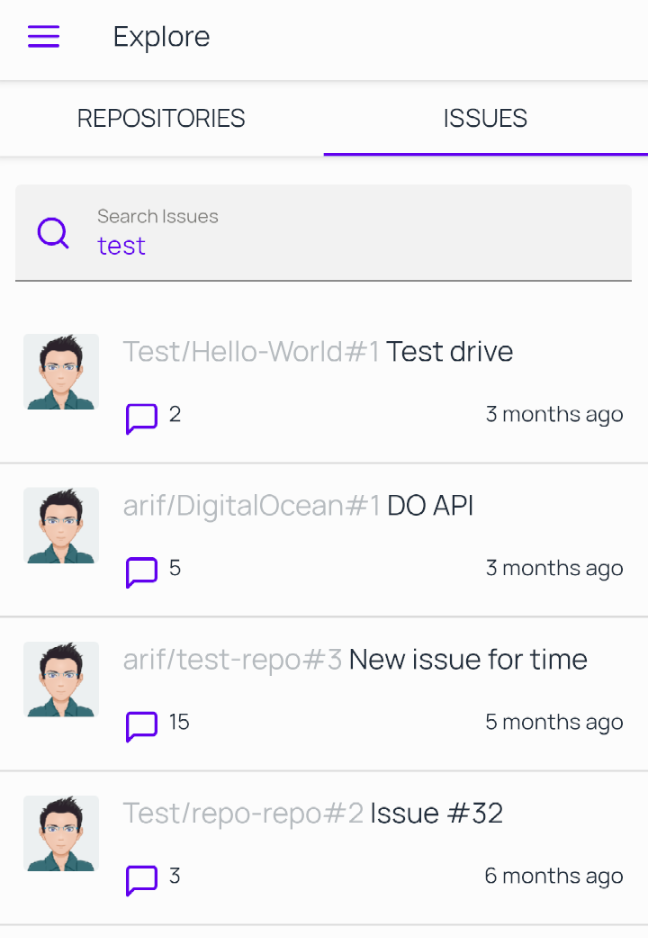 Explore
REPOSITORIES ISSUES
Search Issues
test
Test/Hello-World#1 Test drive
2 3 months ago
arif/DigitalOcean#1 DO API
5 3 months ago
arif/test-repo#3 New issue for time
15 5 months ago
Test/repo-repo#2 Issue #32
3 6 months ago